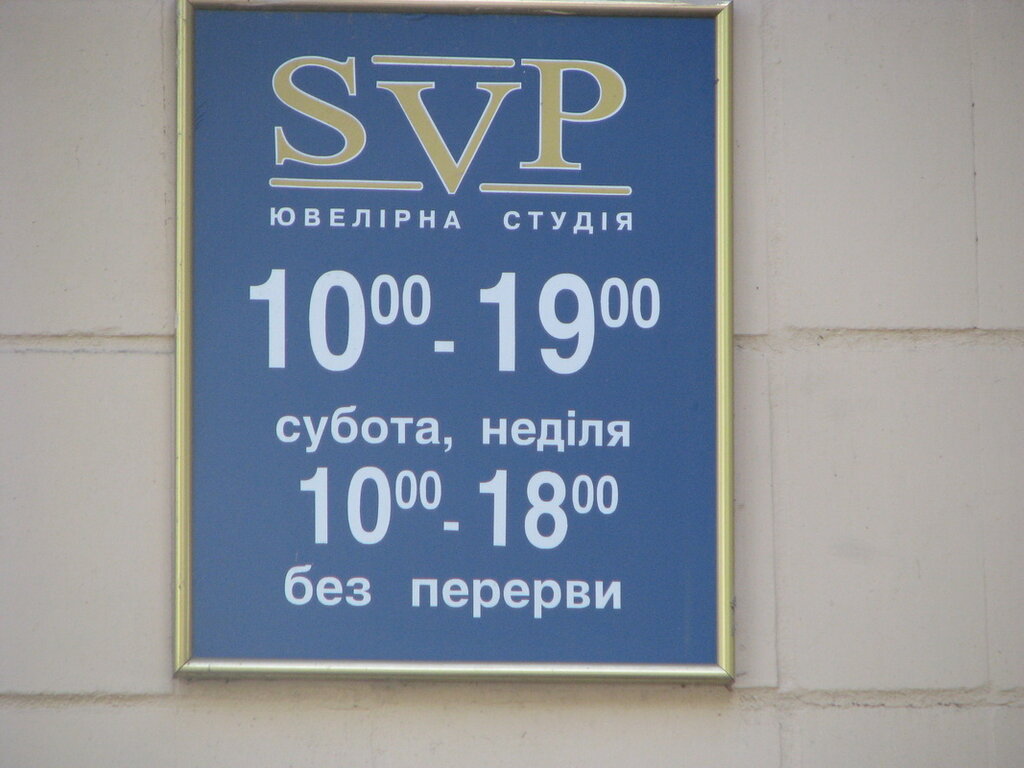 SVP
ЮВЕЛІРНА СТУДІЯ
10⁰⁰ - 19⁰⁰
субота, неділя
10⁰⁰ - 18⁰⁰
без перерви